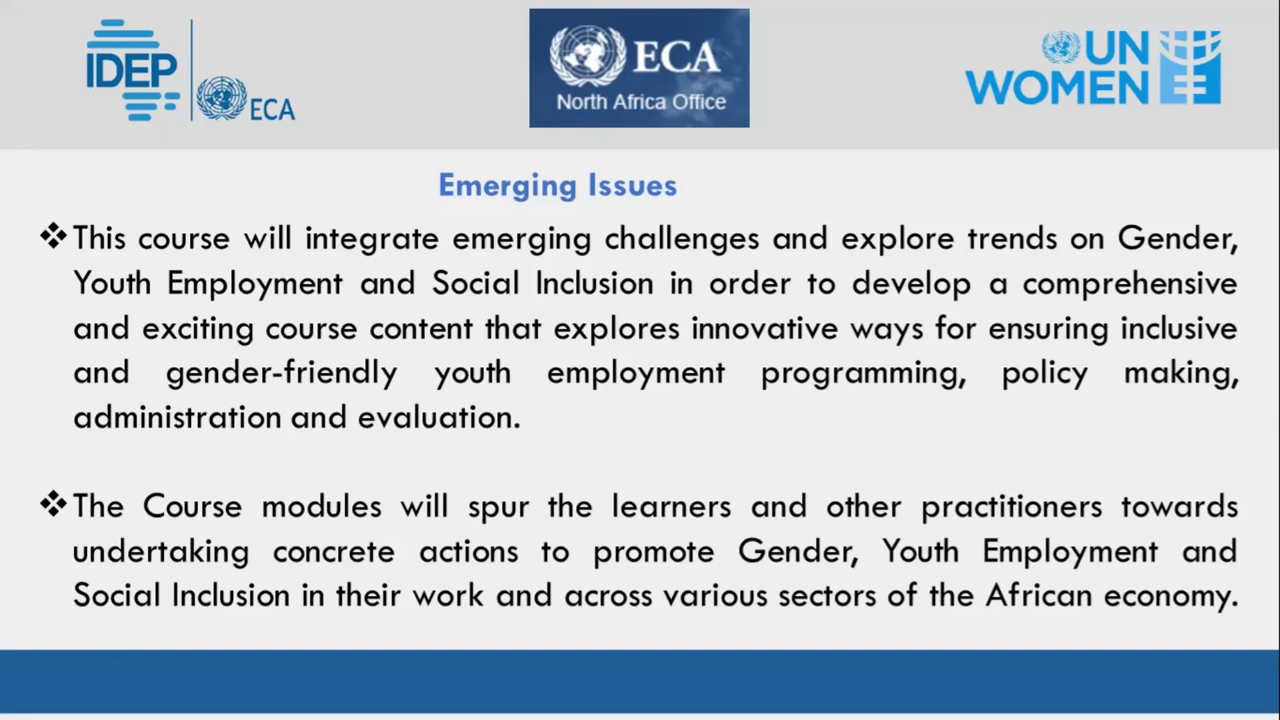 IDEP
ECA
ECA
North Africa Office
UN
WOMEN
Emerging Issues
❖ This course will integrate emerging challenges and explore trends on Gender,
Youth Employment and Social Inclusion in order to develop a comprehensive
and exciting course content that explores innovative ways for ensuring inclusive
and gender-friendly youth employment programming, policy making,
administration and evaluation.
❖ The Course modules will spur the learners and other practitioners towards
undertaking concrete actions to promote Gender, Youth Employment and
Social Inclusion in their work and across various sectors of the African economy.